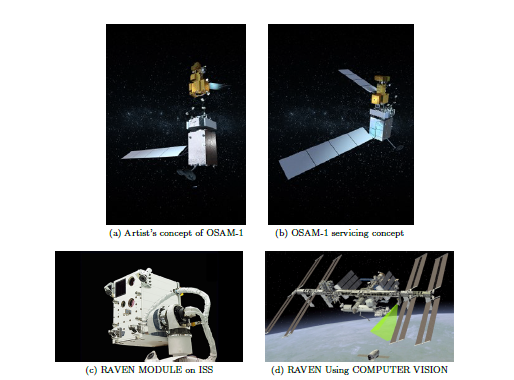 (a) Artist's concept of OSAM-1
(b) OSAM-1 servicing concept
(c) RAVEN MODULE on ISS
(d) RAVEN Using COMPUTER VISION